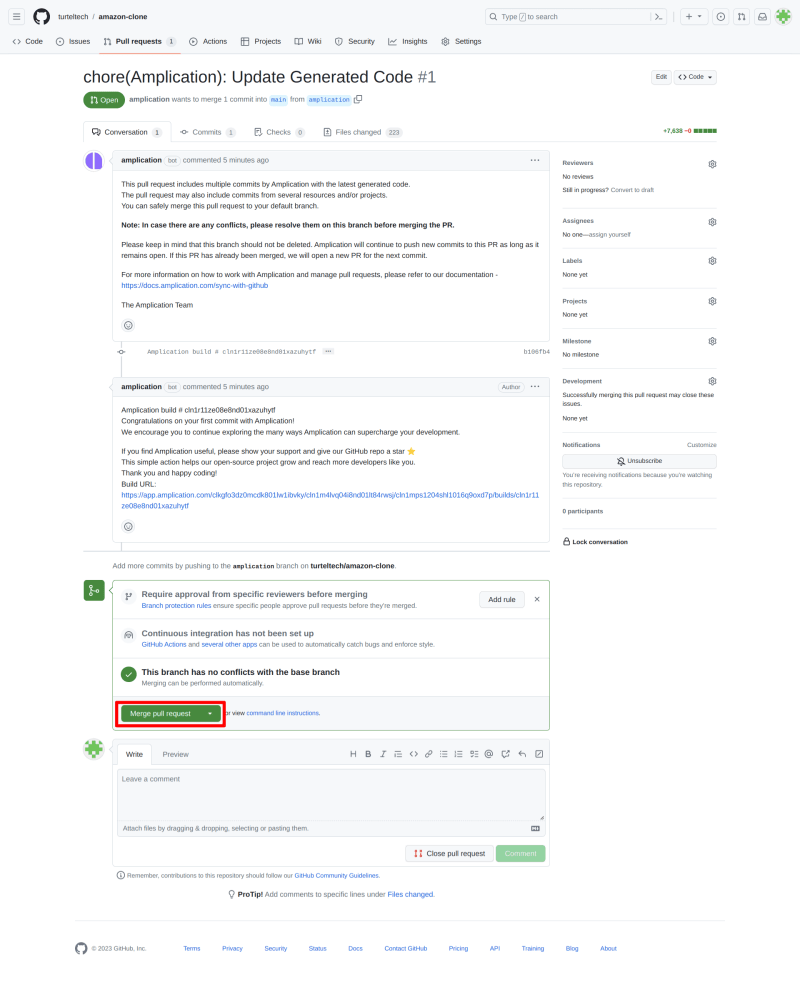 turteltech / amazon-clone
Type / to search
Code Issues Pull requests 1 Actions Projects Wiki Security Insights Settings
chore(Amplication): Update Generated Code #1
Edit Code
Open amplication wants to merge 1 commit into main from amplication
Conversation 1 Commits 1 Checks 0 Files changed 223
+7,638 −0
amplication bot commented 5 minutes ago
This pull request includes multiple commits by Amplication with the latest generated code.
The pull request may also include commits from several resources and/or projects.
You can safely merge this pull request to your default branch.
Note: In case there are any conflicts, please resolve them on this branch before merging the PR.
Please keep in mind that this branch should not be deleted. Amplication will continue to push new commits to this PR as long as it
remains open. If this PR has already been merged, we will open a new PR for the next commit.
For more information on how to work with Amplication and manage pull requests, please refer to our documentation -
https://docs.amplication.com/sync-with-github
The Amplication Team
Amplication build # cln1r11ze08e8nd01xazuhytf
b106fb4
amplication bot commented 5 minutes ago
Author
Amplication build # cln1r11ze08e8nd01xazuhytf
Congratulations on your first commit with Amplication!
We encourage you to continue exploring the many ways Amplication can supercharge your development.
If you find Amplication useful, please show your support and give our GitHub repo a star ⭐
This simple action helps our open-source project grow and reach more developers like you.
Thank you and happy coding!
Build URL:
Add more commits by pushing to the amplication branch on turteltech/amazon-clone.
Require approval from specific reviewers before merging
Branch protection rules ensure specific people approve pull requests before they're merged.
Add rule
Continuous integration has not been set up
GitHub Actions and several other apps can be used to automatically catch bugs and enforce style.
This branch has no conflicts with the base branch
Merging can be performed automatically.
Merge pull request
or view command line instructions.
Write Preview
Leave a comment
Attach files by dragging & dropping, selecting or pasting them.
Close pull request Comment
Remember, contributions to this repository should follow our GitHub Community Guidelines.
ProTip! Add comments to specific lines under Files changed.
Reviewers
No reviews
Still in progress? Convert to draft
Assignees
No one—assign yourself
Labels
None yet
Projects
None yet
Milestone
No milestone
Development
Successfully merging this pull request may close these
issues.
None yet
Notifications Customize
Unsubscribe
You're receiving notifications because you're watching
this repository.
0 participants
Lock conversation
© 2023 GitHub, Inc. Terms Privacy Security Status Docs Contact GitHub Pricing API Training Blog About